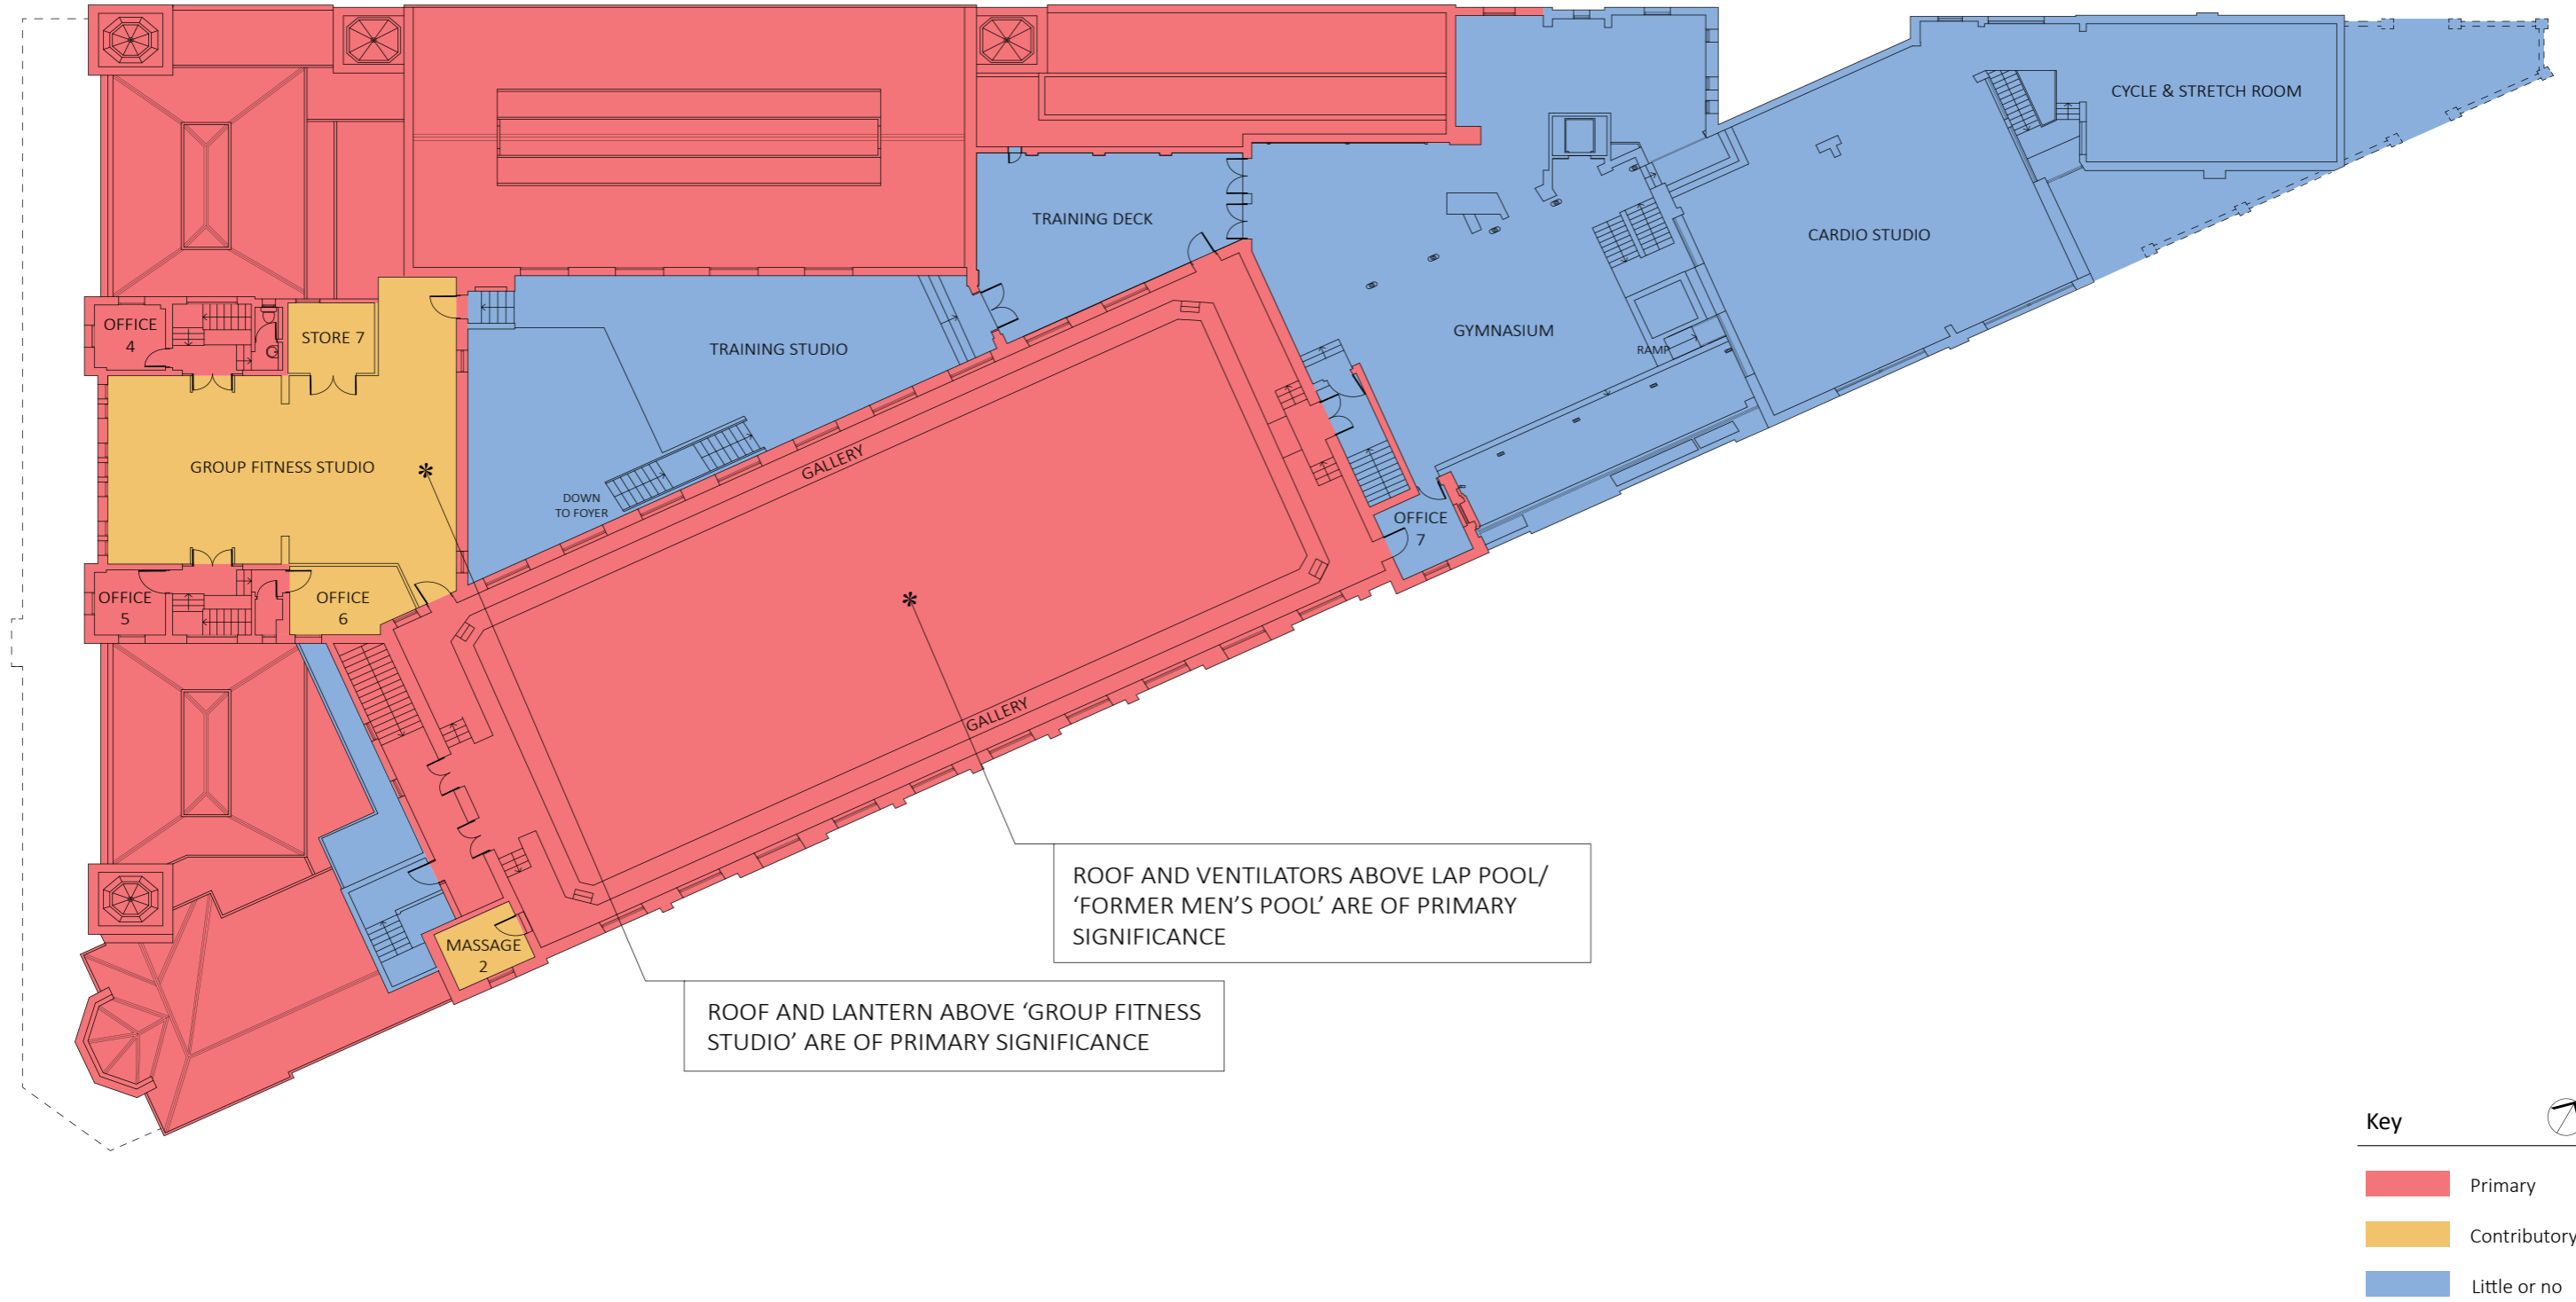 CYCLE & STRETCH ROOM
TRAINING DECK
CARDIO STUDIO
OFFICE
4
STORE 7
TRAINING STUDIO
GYMNASIUM
RAMP
GROUP FITNESS STUDIO
*
GALLERY
DOWN
TO FOYER
OFFICE
7
OFFICE
5
OFFICE
6
*
GALLERY
ROOF AND VENTILATORS ABOVE LAP POOL/
‘FORMER MEN’S POOL’ ARE OF PRIMARY
SIGNIFICANCE
MASSAGE
2
ROOF AND LANTERN ABOVE ‘GROUP FITNESS
STUDIO’ ARE OF PRIMARY SIGNIFICANCE
Key
Primary
Contributory
Little or no